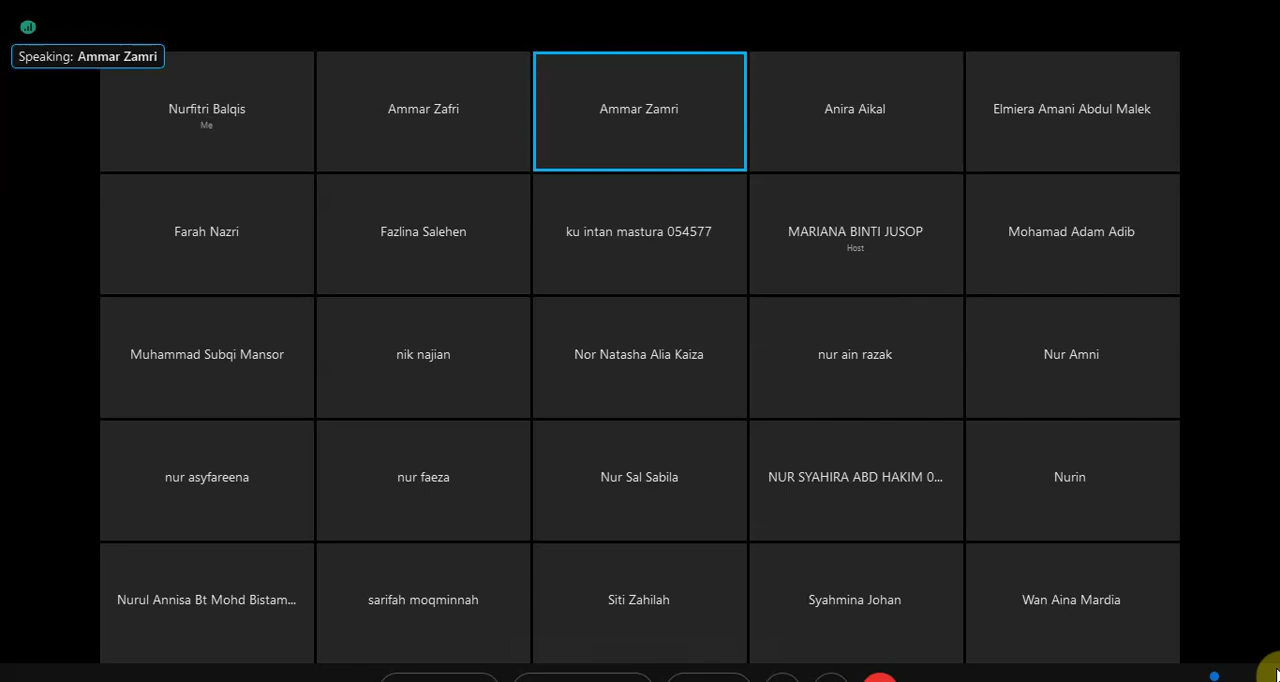 Speaking: Ammar Zamri
Nurfitri Balqis
Me
Ammar Zafri
Ammar Zamri
Anira Aikal
Elmiera Amani Abdul Malek
Farah Nazri
Fazlina Salehen
ku intan mastura 054577
MARIANA BINTI JUSOP
Host
Mohamad Adam Adib
Muhammad Subqi Mansor
nik najian
Nor Natasha Alia Kaiza
nur ain razak
Nur Amni
nur asyfareena
nur faeza
Nur Sal Sabila
NUR SYAHIRA ABD HAKIM 0...
Nurin
Nurul Annisa Bt Mohd Bistam...
sarifah moqminnah
Siti Zahilah
Syahmina Johan
Wan Aina Mardia